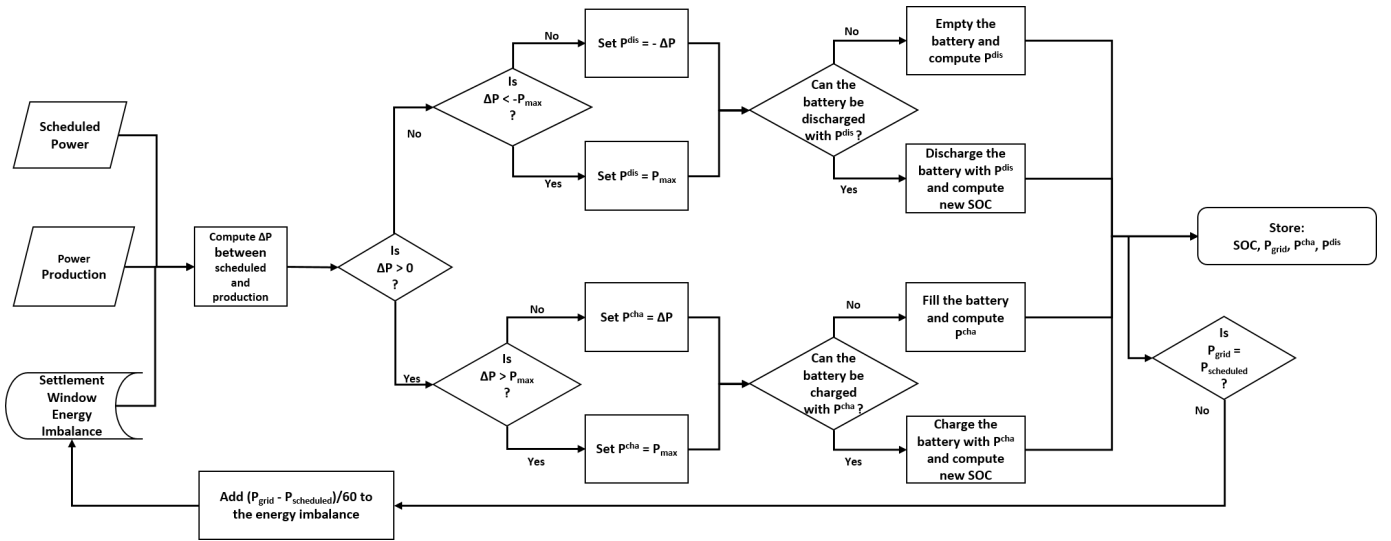 Scheduled
Power
Power
Production
Settlement
Window
Energy
Imbalance
Compute ΔP
between
scheduled
and
production
Is
ΔP > 0
?
No
Yes
Is
ΔP < -Pmax
?
No
Yes
Set Pdis = - ΔP
Set Pdis = Pmax
Can the
battery be
discharged
with Pdis ?
No
Yes
Empty the
battery and
compute Pdis
Discharge the
battery with Pdis
and compute
new SOC
Is
ΔP > Pmax
?
No
Yes
Set Pcha = ΔP
Set Pcha = Pmax
Can the
battery be
charged
with Pcha ?
No
Yes
Fill the battery
and compute
Pcha
Charge the
battery with Pcha
and compute
new SOC
Store:
SOC, Pgrid, Pcha, Pdis
Is
Pgrid =
Pscheduled
?
No
Add (Pgrid - Pscheduled)/60 to
the energy imbalance